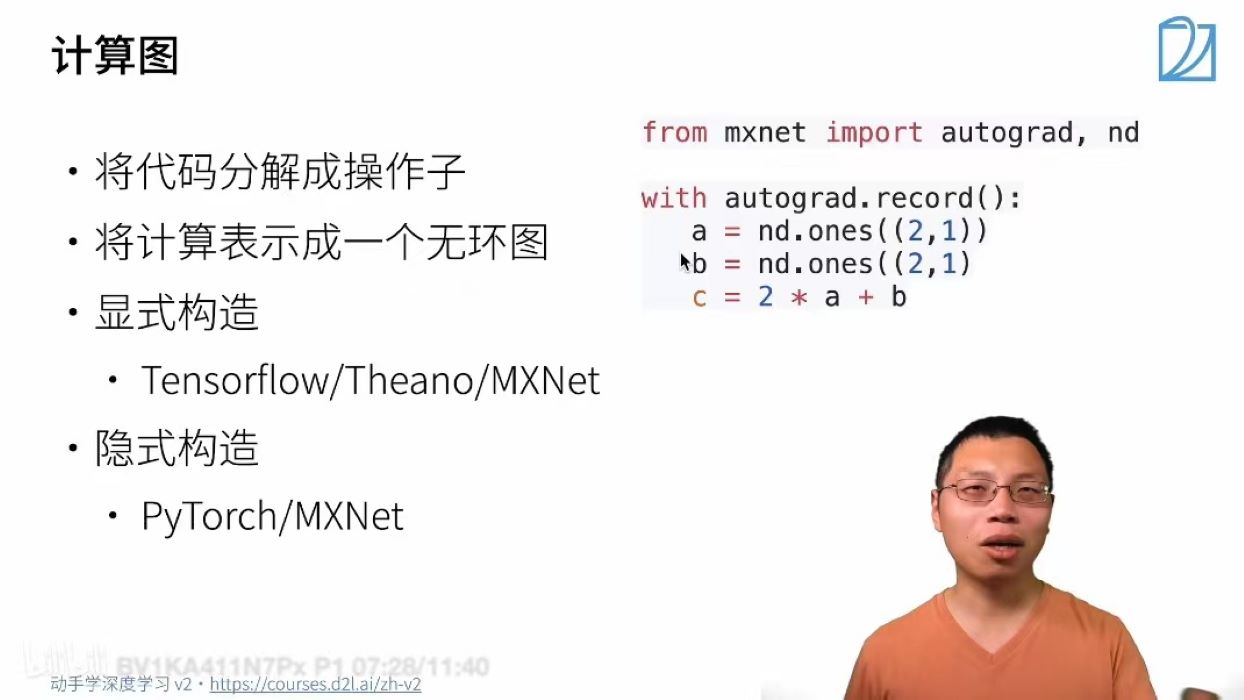 计算图
• 将代码分解成操作子
• 将计算表示成一个无环图
• 显式构造
• Tensorflow/Theano/MXNet
• 隐式构造
• PyTorch/MXNet
from mxnet import autograd, nd
with autograd.record():
a = nd.ones((2,1))
b = nd.ones((2,1)
c = 2 * a + b
BV1KA411N7Px P1 07:28/11:40
动手学深度学习 v2 • https://courses.d2l.ai/zh-v2